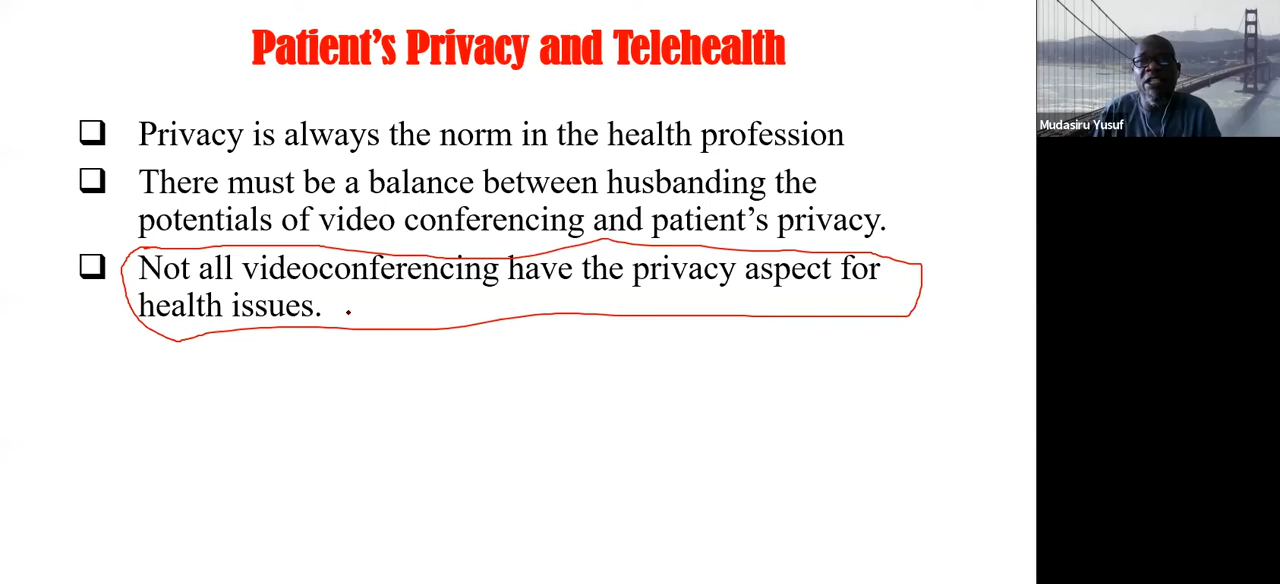 Patient's Privacy and Telehealth
Privacy is always the norm in the health profession
There must be a balance between husbanding the
potentials of video conferencing and patient's privacy.
Not all videoconferencing have the privacy aspect for
health issues.
Mudasiru Yusuf